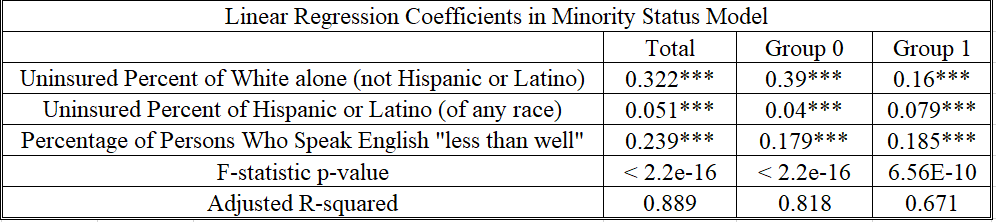 Linear Regression Coefficients in Minority Status Model
Total Group 0 Group 1
Uninsured Percent of White alone (not Hispanic or Latino) 0.322*** 0.39*** 0.16***
Uninsured Percent of Hispanic or Latino (of any race) 0.051*** 0.04*** 0.079***
Percentage of Persons Who Speak English "less than well" 0.239*** 0.179*** 0.185***
F-statistic p-value < 2.2e-16 < 2.2e-16 6.56E-10
Adjusted R-squared 0.889 0.818 0.671